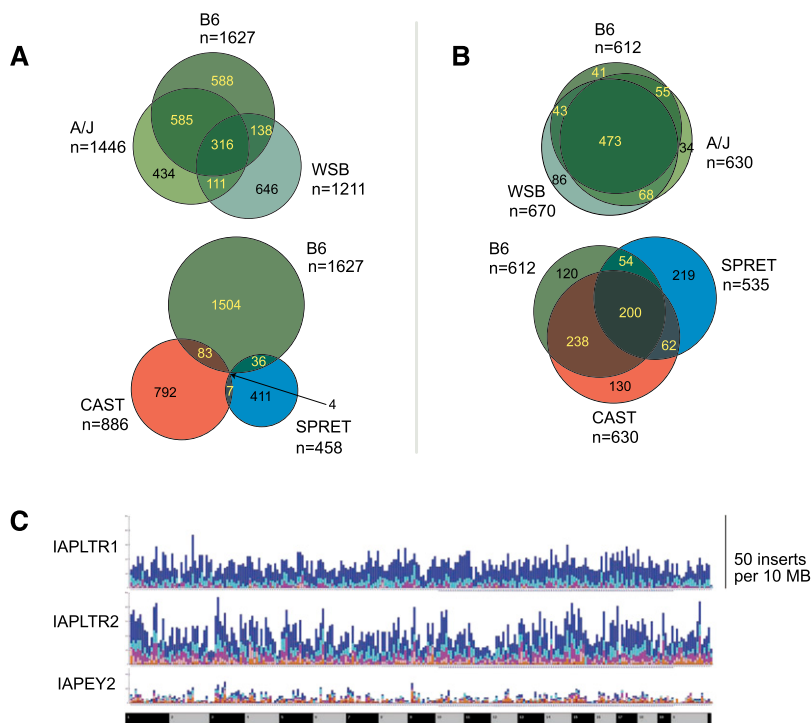 A
B6
n=1627
588
585
138
A/J
n=1446
316
434
111
646
WSB
n=1211
B6
n=1627
1504
83
36
792
7
411
4
CAST
n=886
SPRET
n=458
B
B6
n=612
41
55
43
473
34
A/J
n=630
86
68
WSB
n=670
B6
n=612
54
SPRET
n=535
120
219
200
238
62
130
CAST
n=630
C
IAPLTR1
50 inserts
per 10 MB
IAPLTR2
IAPEY2